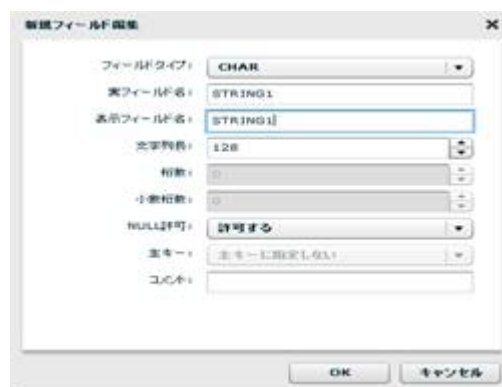 新規フィールド編集
フィールドタイプ: CHAR
実フィールド名: STRING1
表示フィールド名: STRING1
文字列長: 128
桁数: 0
小数桁数: 0
NULL許可: 許可する
主キー: 主キーに指定しない
コメント:
OK キャンセル